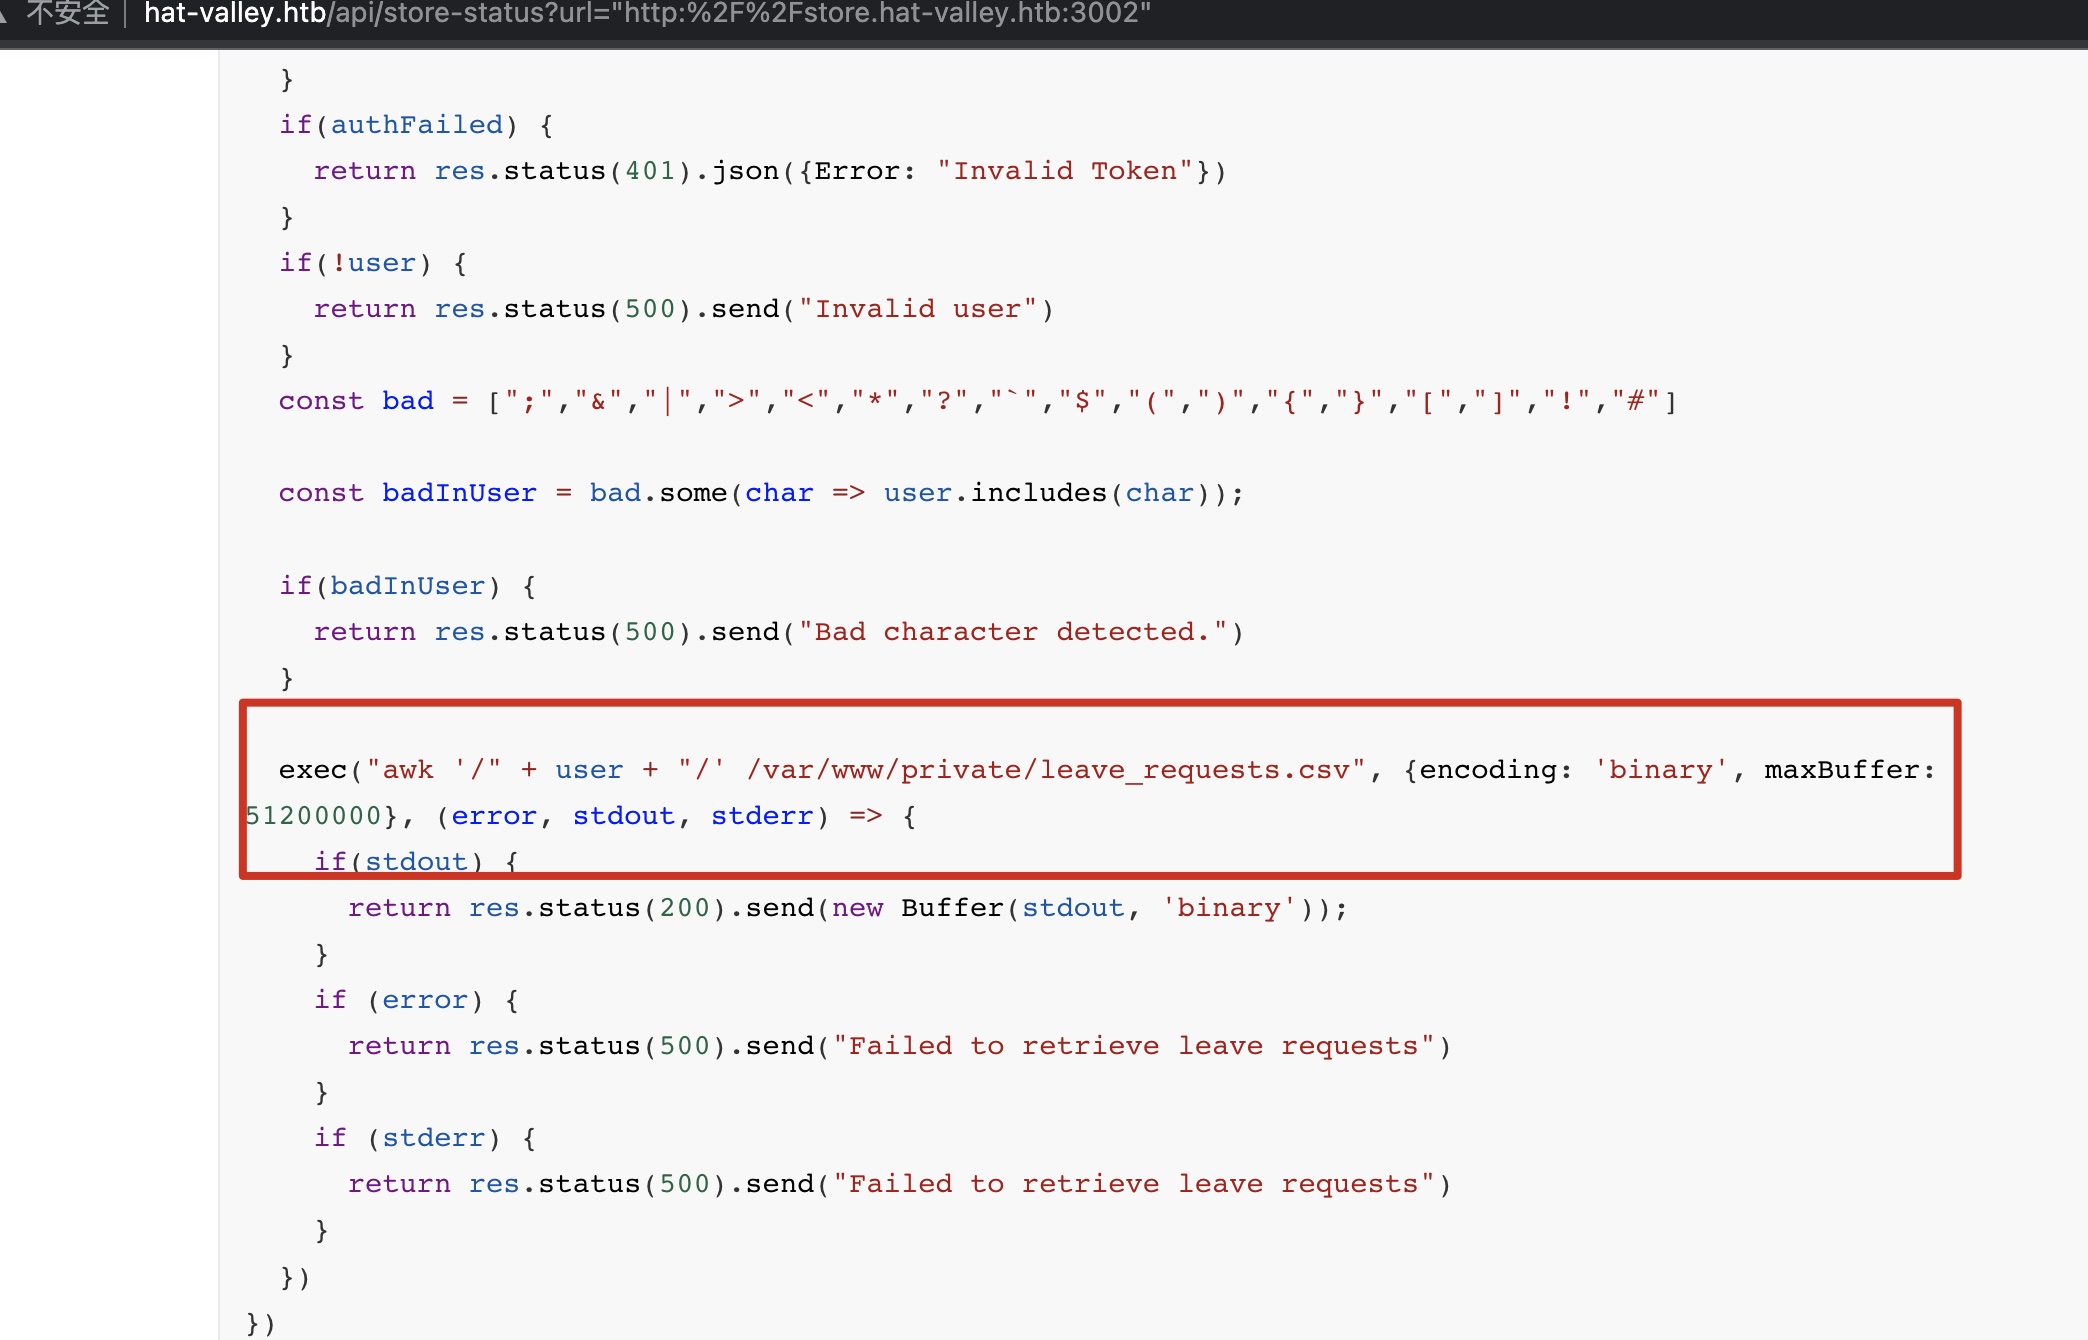 不安全 hat-valley.htb/api/store-status?url="http:%2F%2Fstore.hat-valley.htb:3002"
}
if(authFailed) {
return res.status(401).json({Error: "Invalid Token"})
}
if(!user) {
return res.status(500).send("Invalid user")
}
const bad = [";","&","|",">","<","*","?","`","$","(",")","{","}","[","]","!","#"]
const badInUser = bad.some(char => user.includes(char));
if(badInUser) {
return res.status(500).send("Bad character detected.")
}
exec("awk '/" + user + "/' /var/www/private/leave_requests.csv", {encoding: 'binary', maxBuffer:
51200000}, (error, stdout, stderr) => {
if(stdout) {
return res.status(200).send(new Buffer(stdout, 'binary'));
}
if (error) {
return res.status(500).send("Failed to retrieve leave requests")
}
if (stderr) {
return res.status(500).send("Failed to retrieve leave requests")
}
})
})